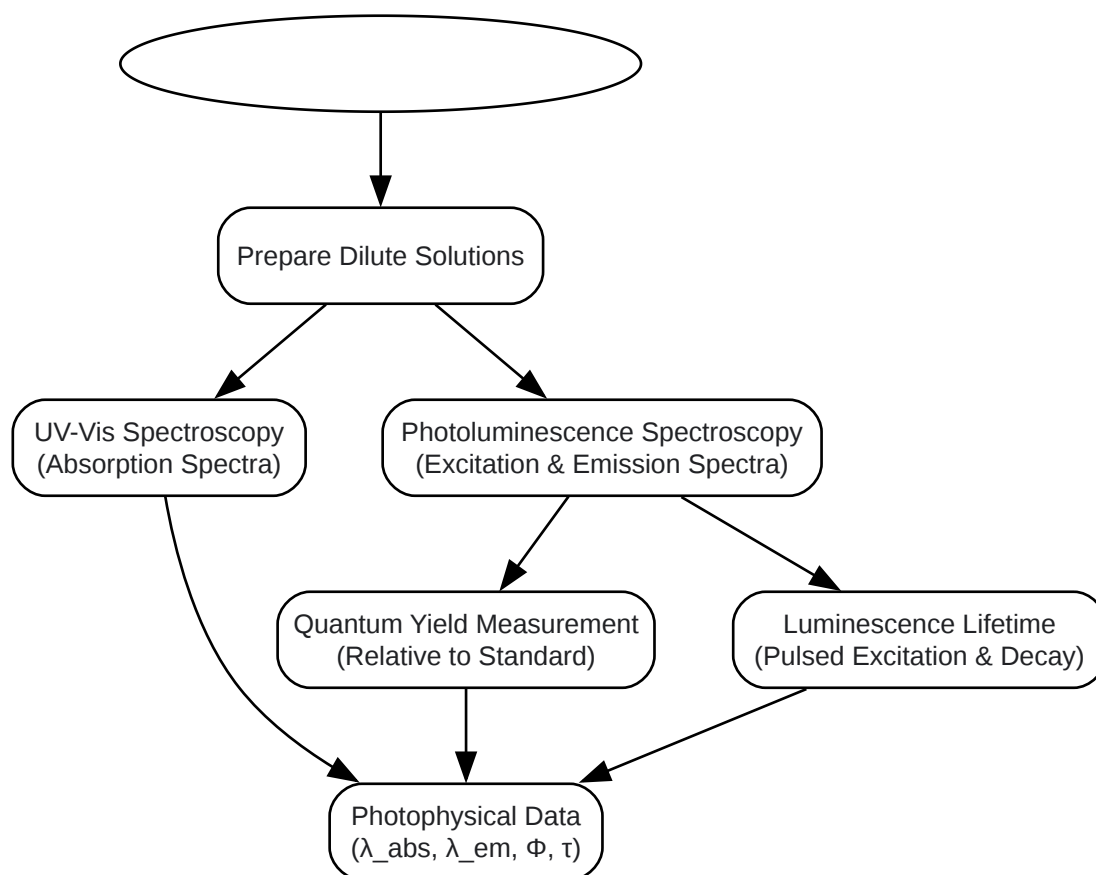 Prepare Dilute Solutions
UV-Vis Spectroscopy
(Absorption Spectra)
Photoluminescence Spectroscopy
(Excitation & Emission Spectra)
Quantum Yield Measurement
(Relative to Standard)
Luminescence Lifetime
(Pulsed Excitation & Decay)
Photophysical Data
(λ_abs, λ_em, Φ, τ)